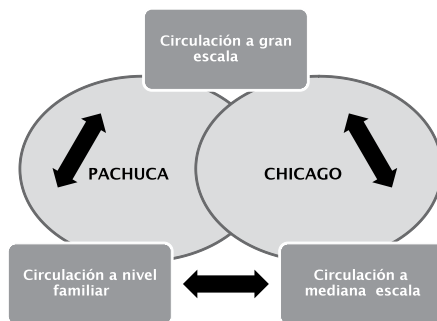 Circulación a gran
escala
PACHUCA
CHICAGO
Circulación a nivel
familiar
Circulación a
mediana escala